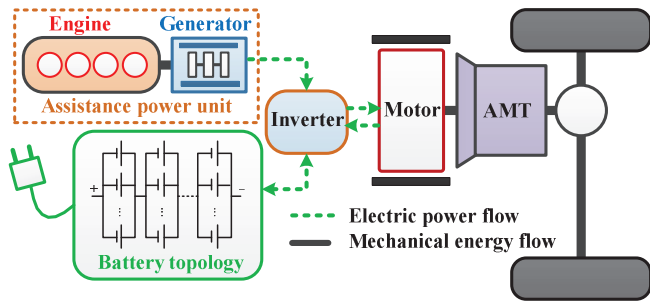 Engine
Generator
Assistance power unit
Inverter
Motor
AMT
+
−
Battery topology
Electric power flow
Mechanical energy flow